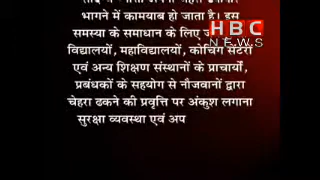 भागने में कामयाब हो जाता है। इस
HBC
NEWS
समस्या के समाधान के लिए
विद्यालयों, महाविद्यालयों, कोचिंग सेंटरों
एवं अन्य शिक्षण संस्थानों के प्राचार्यों,
प्रबंधकों के सहयोग से नौजवानों द्वारा
चेहरा ढकने की प्रवृत्ति पर अंकुश लगाना
सुरक्षा व्यवस्था एवं अप